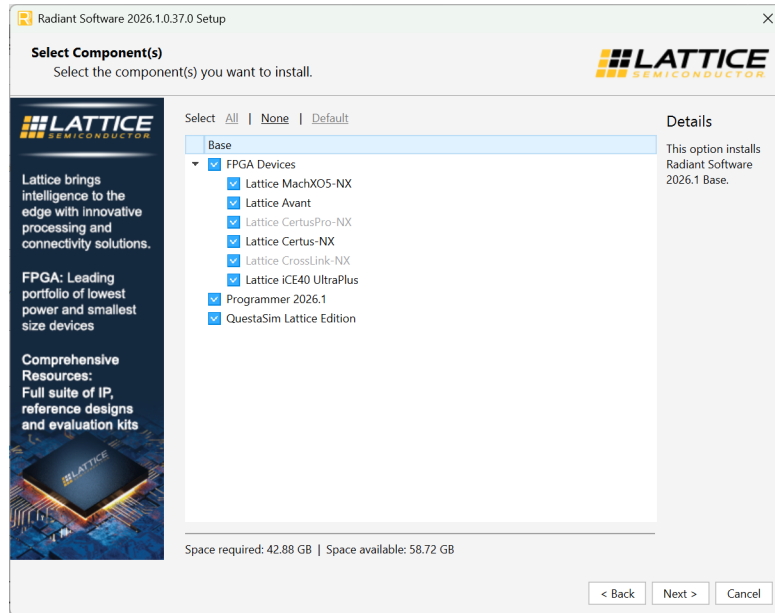 Radiant Software 2026.1.0.37.0 Setup
Select Component(s)
Select the component(s) you want to install.
LATTICE
SEMICONDUCTOR.
LATTICE
SEMICONDUCTOR
Lattice brings
intelligence to the
edge with innovative
processing and
connectivity solutions.
FPGA: Leading
portfolio of lowest
power and smallest
size devices
Comprehensive
Resources:
Full suite of IP,
reference designs
and evaluation kits
LATTICE
Select All | None | Default
Base
FPGA Devices
Lattice MachXO5-NX
Lattice Avant
Lattice CertusPro-NX
Lattice Certus-NX
Lattice CrossLink-NX
Lattice iCE40 UltraPlus
Programmer 2026.1
QuestaSim Lattice Edition
Details
This option installs
Radiant Software
2026.1 Base.
Space required: 42.88 GB | Space available: 58.72 GB
< Back
Next >
Cancel